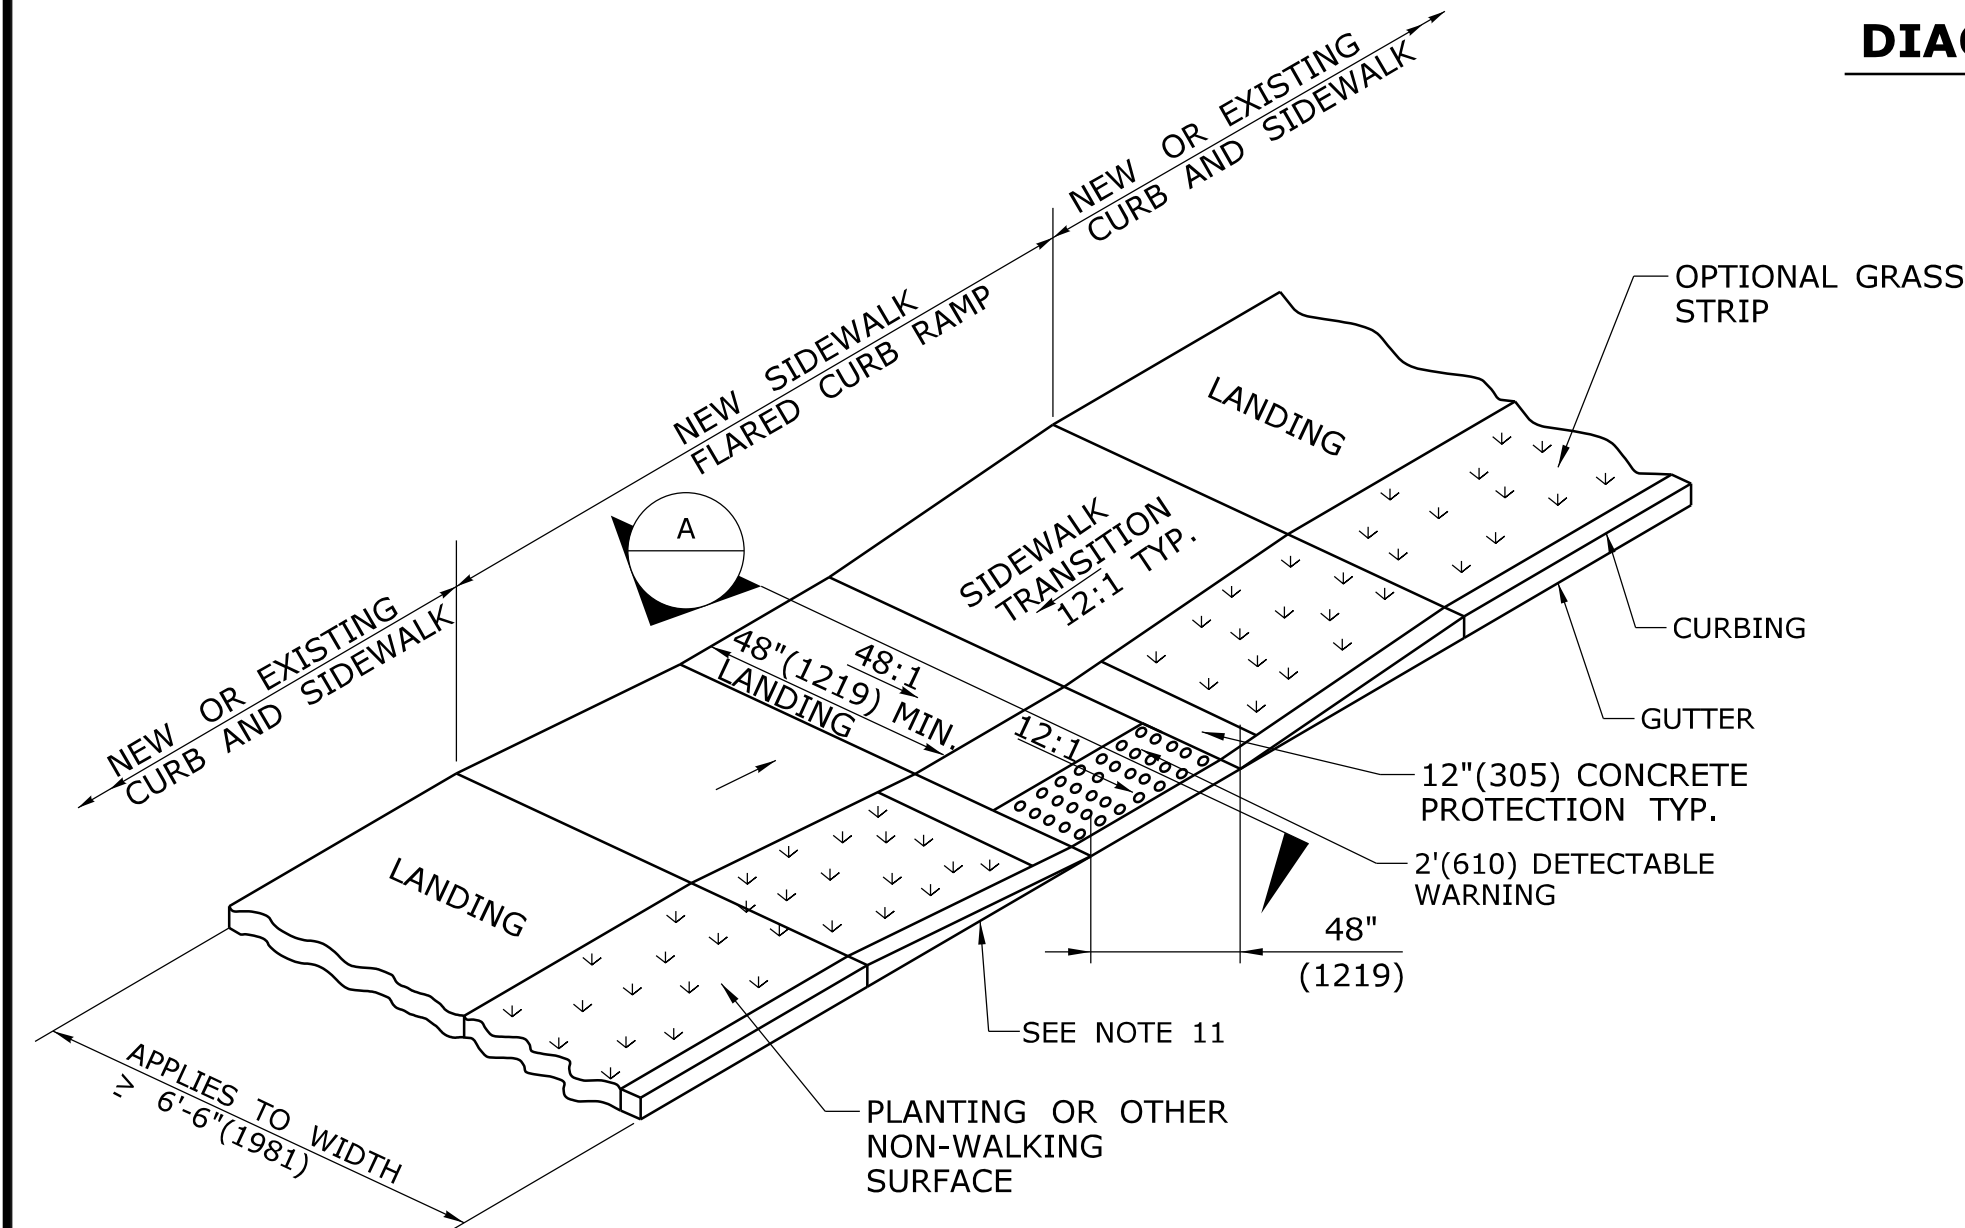 NEW OR EXISTING
CURB AND SIDEWALK
NEW SIDEWALK
FLARED CURB RAMP
NEW OR EXISTING
CURB AND SIDEWALK
OPTIONAL GRASS
STRIP
LANDING
A
SIDEWALK
TRANSITION
12:1 TYP.
CURBING
48:1
48"(1219) MIN.
LANDING
GUTTER
12:1
12"(305) CONCRETE
PROTECTION TYP.
2'(610) DETECTABLE
WARNING
LANDING
48"
(1219)
SEE NOTE 11
APPLIES TO WIDTH
≥ 6'-6"(1981)
PLANTING OR OTHER
NON-WALKING
SURFACE